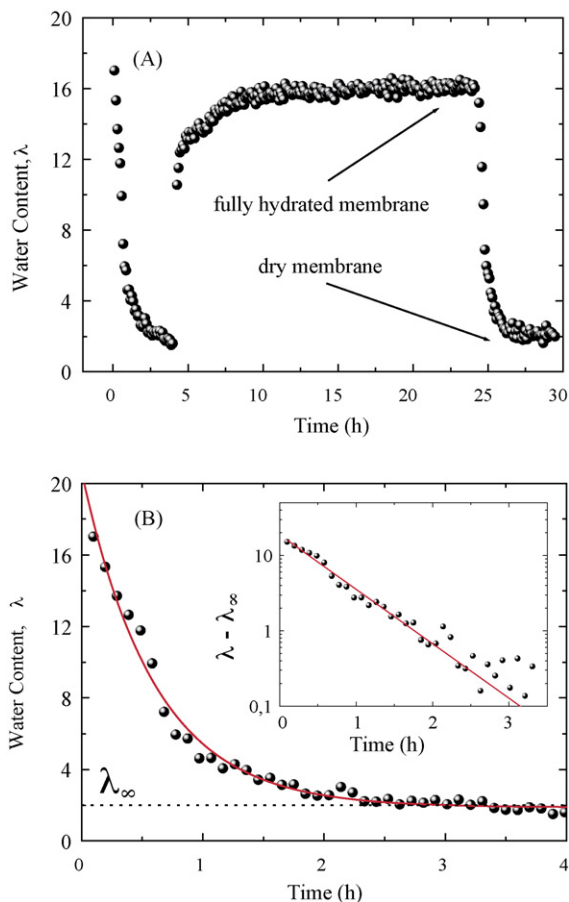 20
(A)
16
12
8
4
0
Water Content, λ
fully hydrated membrane
dry membrane
0 5 10 15 20 25 30
Time (h)
20
(B)
16
12
8
4
0
Water Content, λ
λ∞
10
1
0,1
λ - λ∞
0 1 2 3
Time (h)
0 1 2 3 4
Time (h)